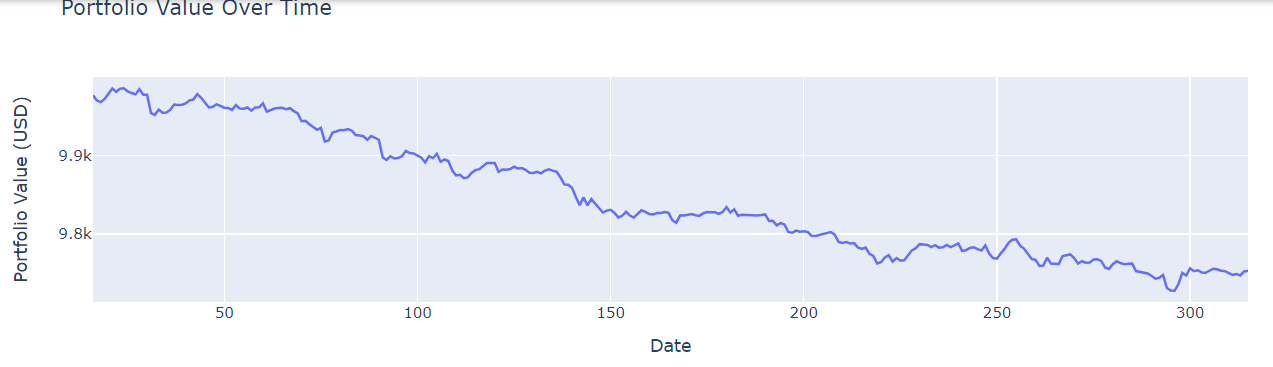 Portfolio Value Over Time
Portfolio Value (USD)
9.9k
9.8k
50 100 150 200 250 300
Date